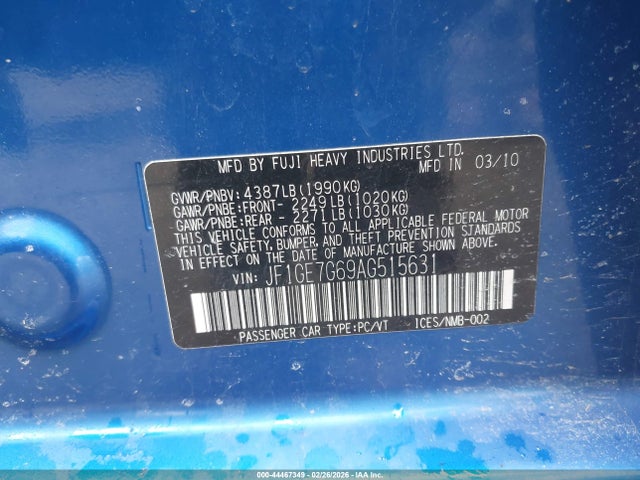 MFD BY FUJI HEAVY INDUSTRIES LTD.
MFD IN 03/10
GVWR/PNBV: 4387LB (1990KG)
GAWR/PNBE:FRONT- 2249LB (1020KG)
GAWR/PNBE:REAR - 2271LB (1030KG)
THIS VEHICLE CONFORMS TO ALL APPLICABLE FEDERAL MOTOR
VEHICLE SAFETY, BUMPER, AND THEFT PREVENTION STANDARDS
IN EFFECT ON THE DATE OF MANUFACTURE SHOWN ABOVE.
VIN: JF1GE7G69AG515631
PASSENGER CAR TYPE:PC/VT ICES/NMB-002
000-44467349 02/26/2026 IAAI.COM